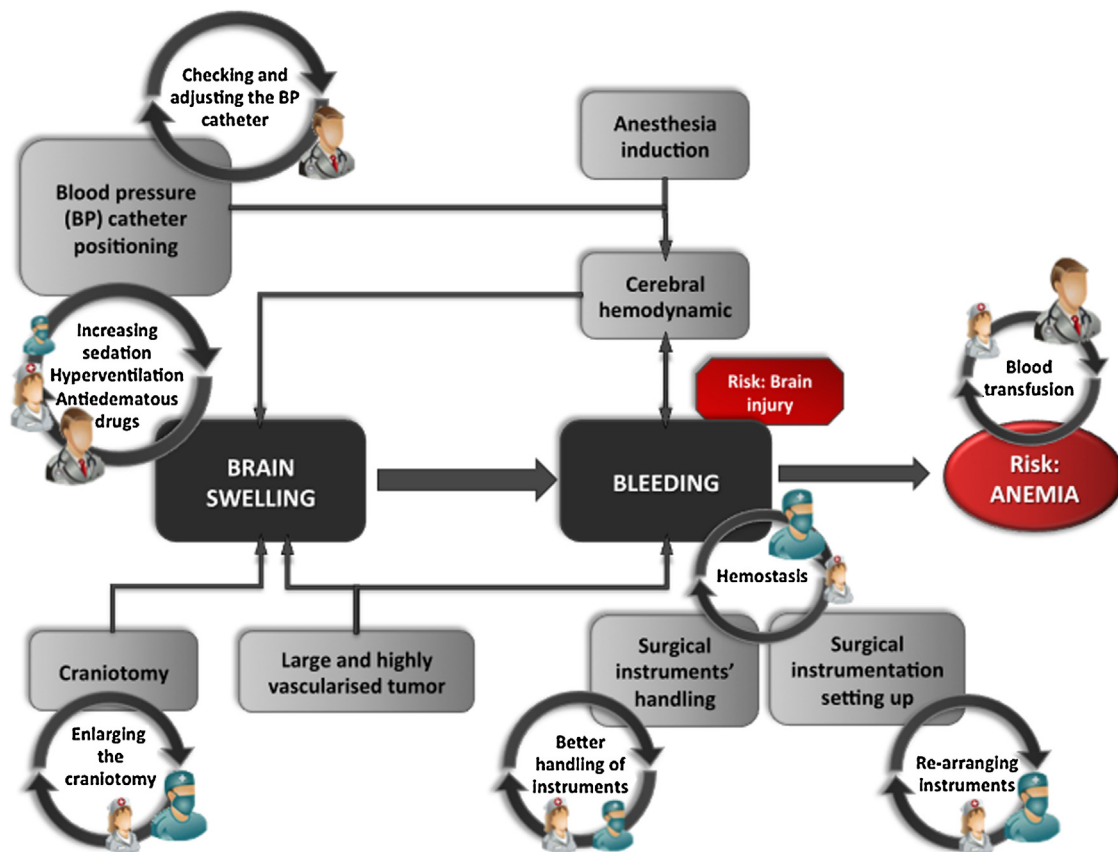 Checking and
adjusting the BP
catheter
Anesthesia
induction
Blood pressure
(BP) catheter
positioning
Cerebral
hemodynamic
Increasing
sedation
Hyperventilation
Antiedematous
drugs
Risk: Brain
injury
Blood
transfusion
BRAIN
SWELLING
BLEEDING
Risk:
ANEMIA
Hemostasis
Craniotomy
Large and highly
vascularised tumor
Surgical
instruments’
handling
Surgical
instrumentation
setting up
Enlarging
the
craniotomy
Better
handling of
instruments
Re-arranging
instruments